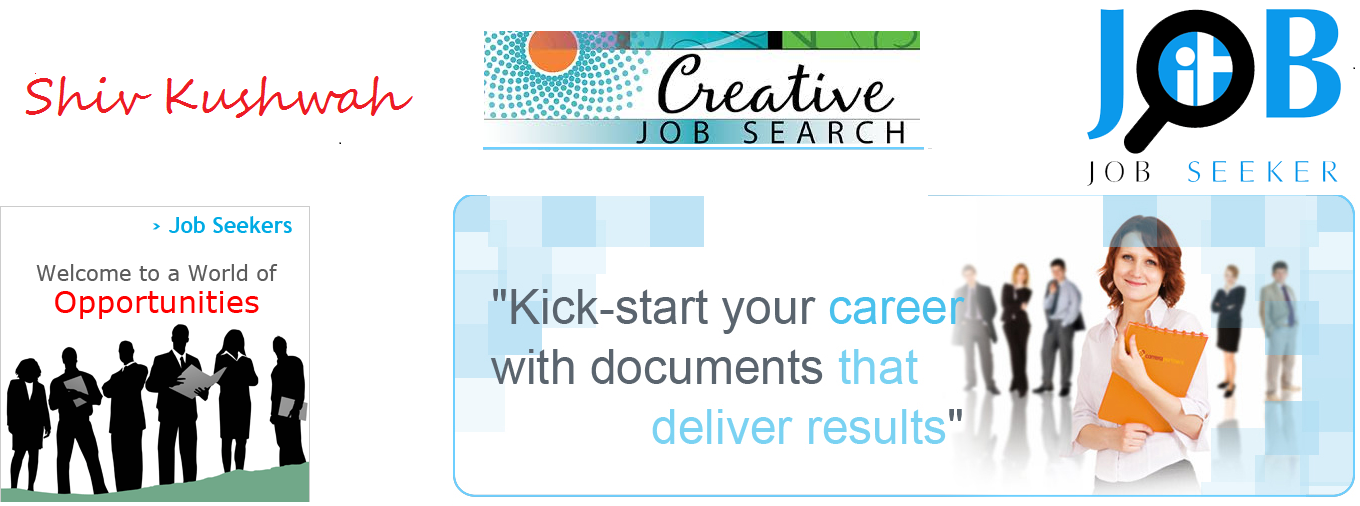 Shiv Kushwah
Creative
JOB SEARCH
JOB
it
JOB SEEKER
› Job Seekers
Welcome to a World of
Opportunities
"Kick-start your career
with documents that
deliver results"